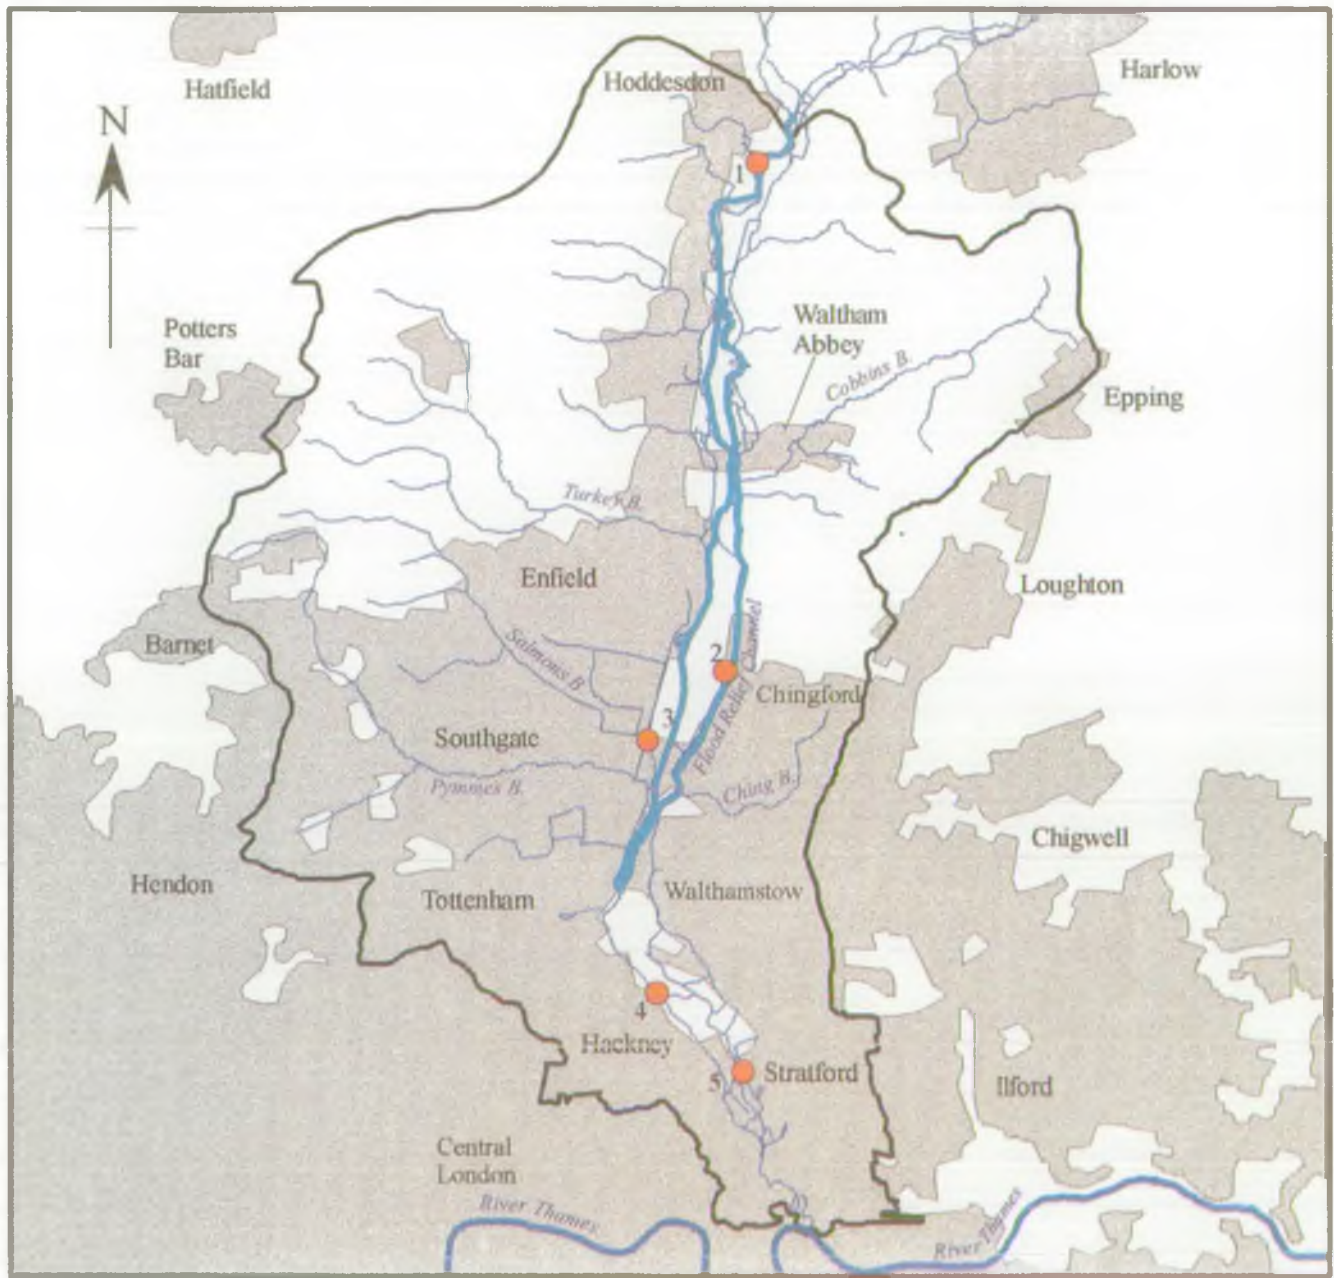 Hatfield
Hoddesdon
Harlow
N
1
Potters
Bar
Waltham
Abbey
Cobbins B.
Epping
Turkey B.
Enfield
Loughton
Barnet
Salmons B
2
Flood Relief Channel
Chingford
3
Southgate
Pymmes B.
Ching B.
Chigwell
Hendon
Tottenham
Walthamstow
4
Hackney
5
Stratford
Ilford
Central
London
River Thames
River Thames